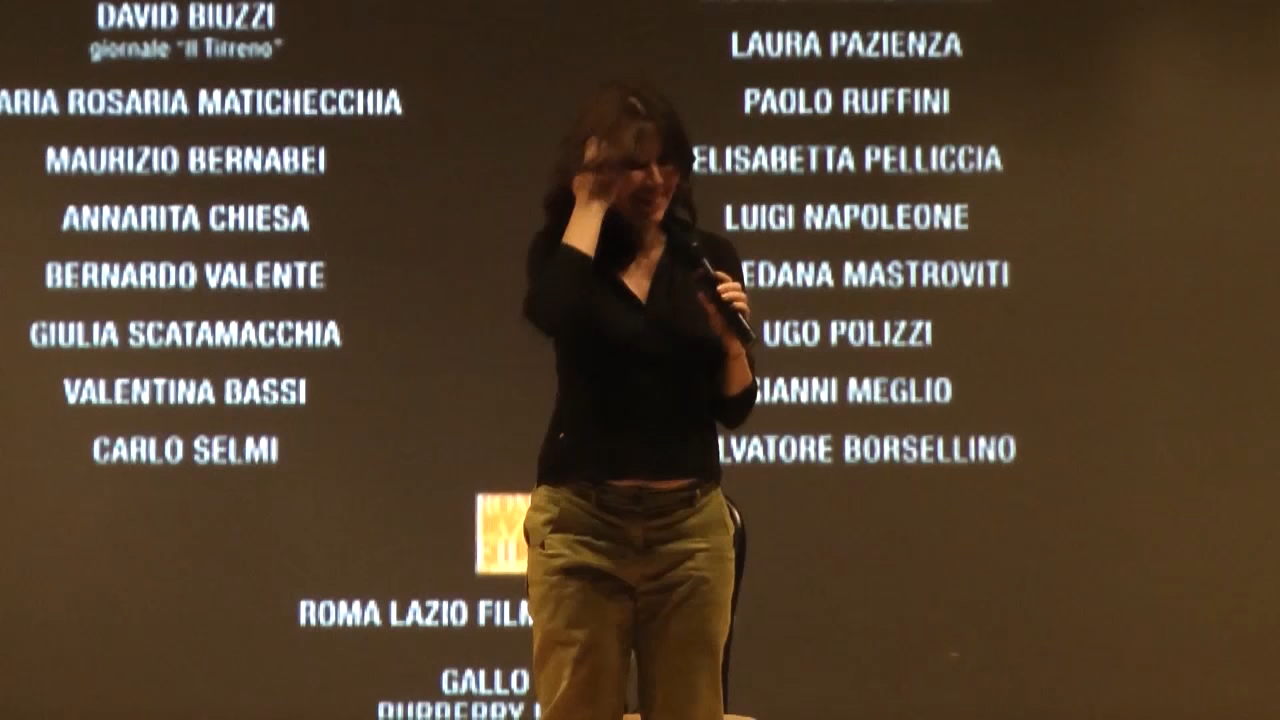 DAVID BIUZZI
giornale "Il Tirreno"
ARIA ROSARIA MATICHECCHIA
MAURIZIO BERNABEI
ANNARITA CHIESA
BERNARDO VALENTE
GIULIA SCATAMACCHIA
VALENTINA BASSI
CARLO SELMI
LAURA PAZIENZA
PAOLO RUFFINI
ELISABETTA PELLICCIA
LUIGI NAPOLEONE
EDANA MASTROVITI
UGO POLIZZI
GIANNI MEGLIO
LVATORE BORSELLINO
ROMA LAZIO FILM
GALLO
BURBERRY